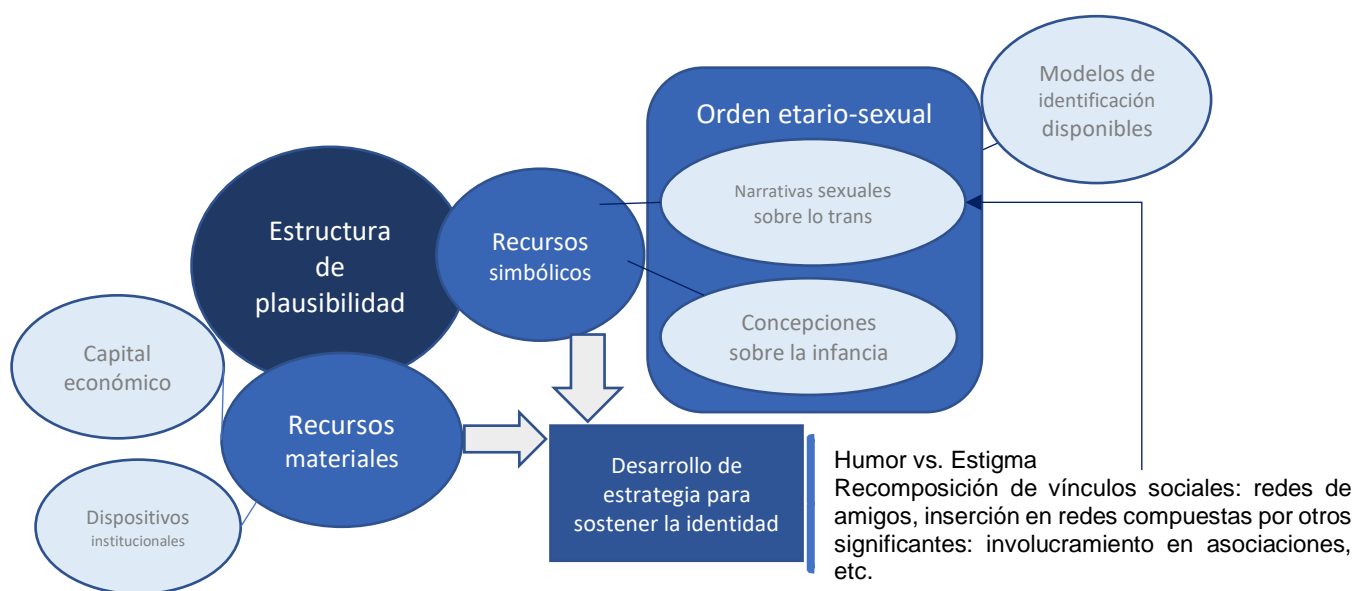 Modelos de
identificación
disponibles
Orden etario-sexual
Narrativas sexuales
sobre lo trans
Estructura
de
plausibilidad
Recursos
simbólicos
Concepciones
sobre la infancia
Capital
económico
Recursos
materiales
Dispositivos
institucionales
Desarrollo de
estrategia para
sostener la identidad
Humor vs. Estigma
Recomposición de vínculos sociales: redes de
amigos, inserción en redes compuestas por otros
significantes: involucramiento en asociaciones,
etc.